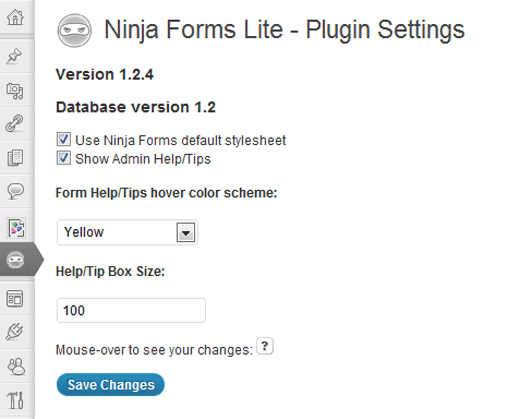 Ninja Forms Lite - Plugin Settings
Version 1.2.4
Database version 1.2
Use Ninja Forms default stylesheet
Show Admin Help/Tips
Form Help/Tips hover color scheme:
Yellow
Help/Tip Box Size:
100
Mouse-over to see your changes: ?
Save Changes